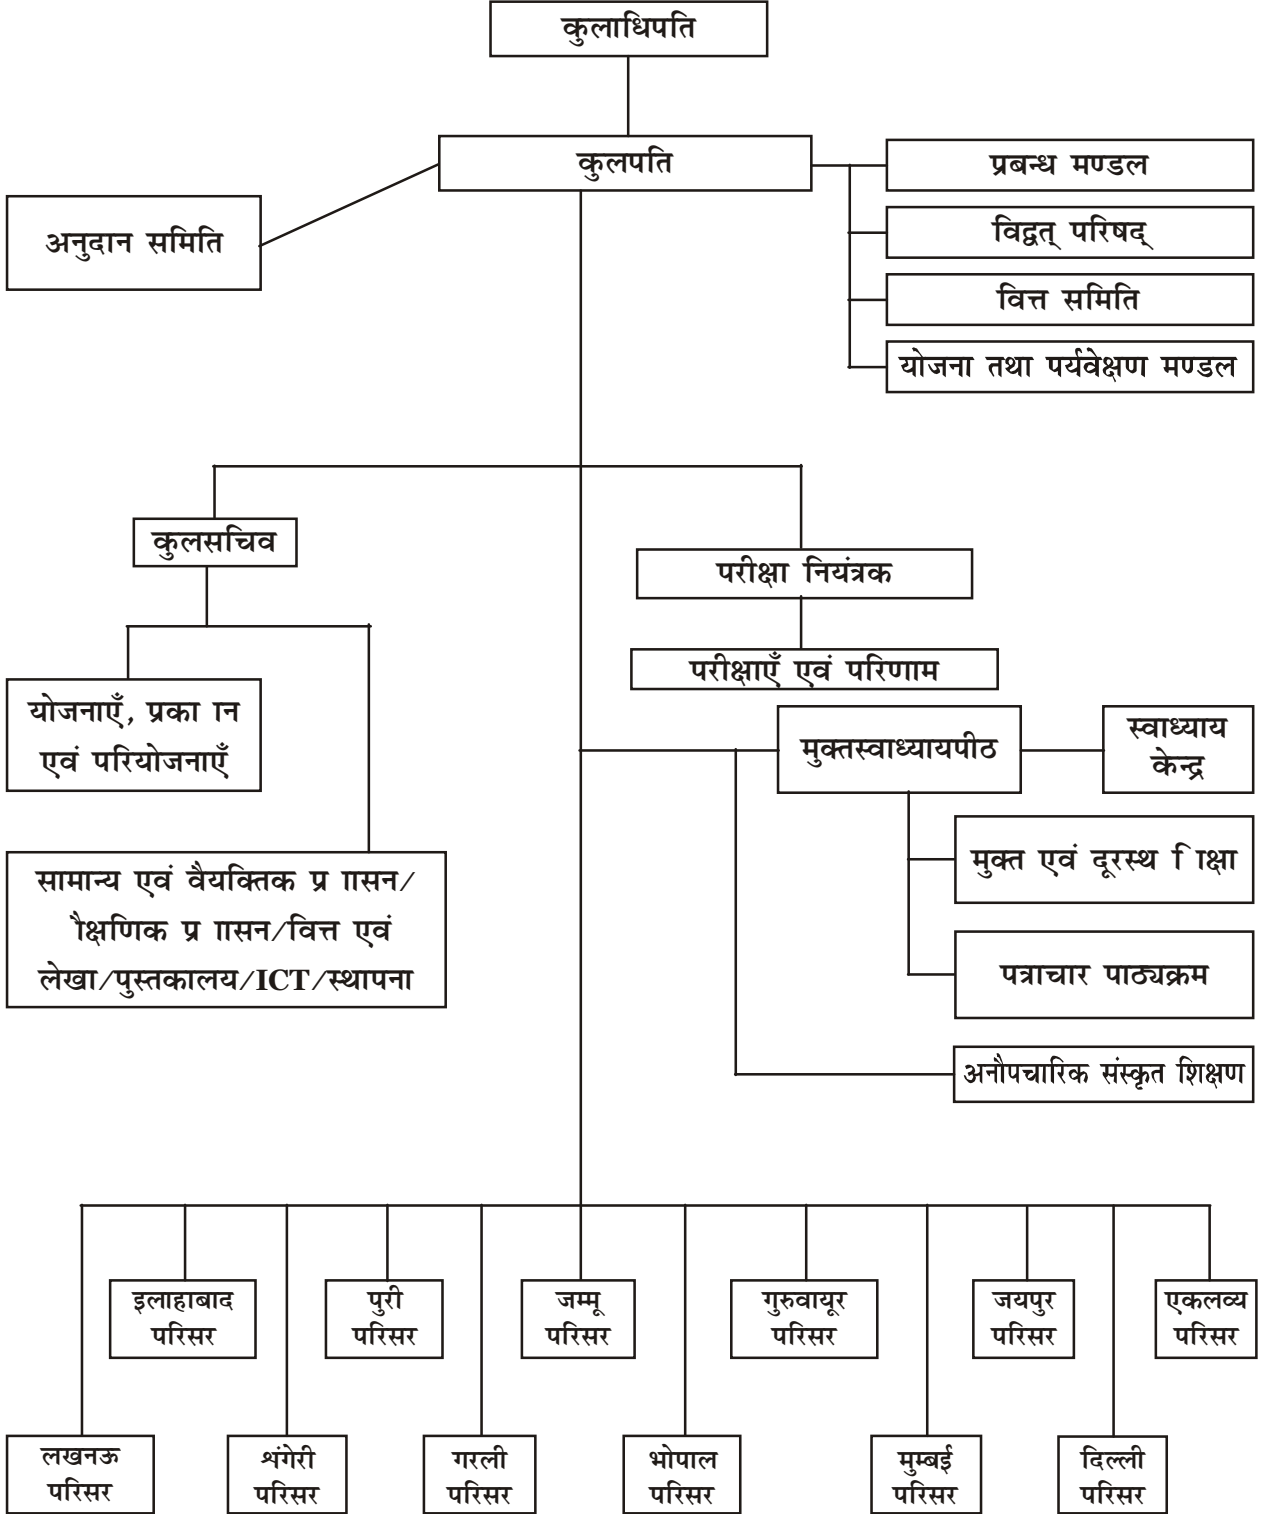 कुलाधिपति
कुलपति
प्रबन्ध मण्डल
विद्वत् परिषद्
अनुदान समिति
वित्त समिति
योजना तथा पर्यवेक्षण मण्डल
कुलसचिव
परीक्षा नियंत्रक
परीक्षाएँ एवं परिणाम
योजनाएँ, प्रका ान
एवं परियोजनाएँ
मुक्तस्वाध्यायपीठ
स्वाध्याय
केन्द्र
मुक्त एवं दूरस्थ ि ाक्षा
सामान्य एवं वैयक्तिक प्र ाासन/
ौक्षणिक प्र ाासन/वित्त एवं
लेखा/पुस्तकालय/ICT/स्थापना
पत्राचार पाठ्यक्रम
अनौपचारिक संस्कृत शिक्षण
इलाहाबाद
परिसर
पुरी
परिसर
जम्मू
परिसर
गुरुवायूर
परिसर
जयपुर
परिसर
एकलव्य
परिसर
लखनऊ
परिसर
श्रंगेरी
परिसर
गरली
परिसर
भोपाल
परिसर
मुम्बई
परिसर
दिल्ली
परिसर